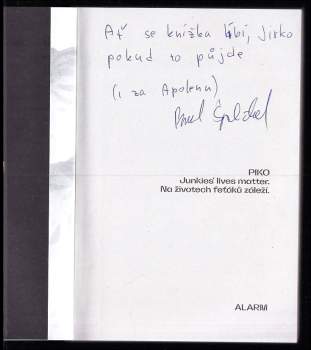 Ať se knížka líbí, Jirko
pokud to půjde
(i za Apolenu)
Pavel
PIKO
Junkies' lives matter.
Na životech feťáků záleží.
ALARM